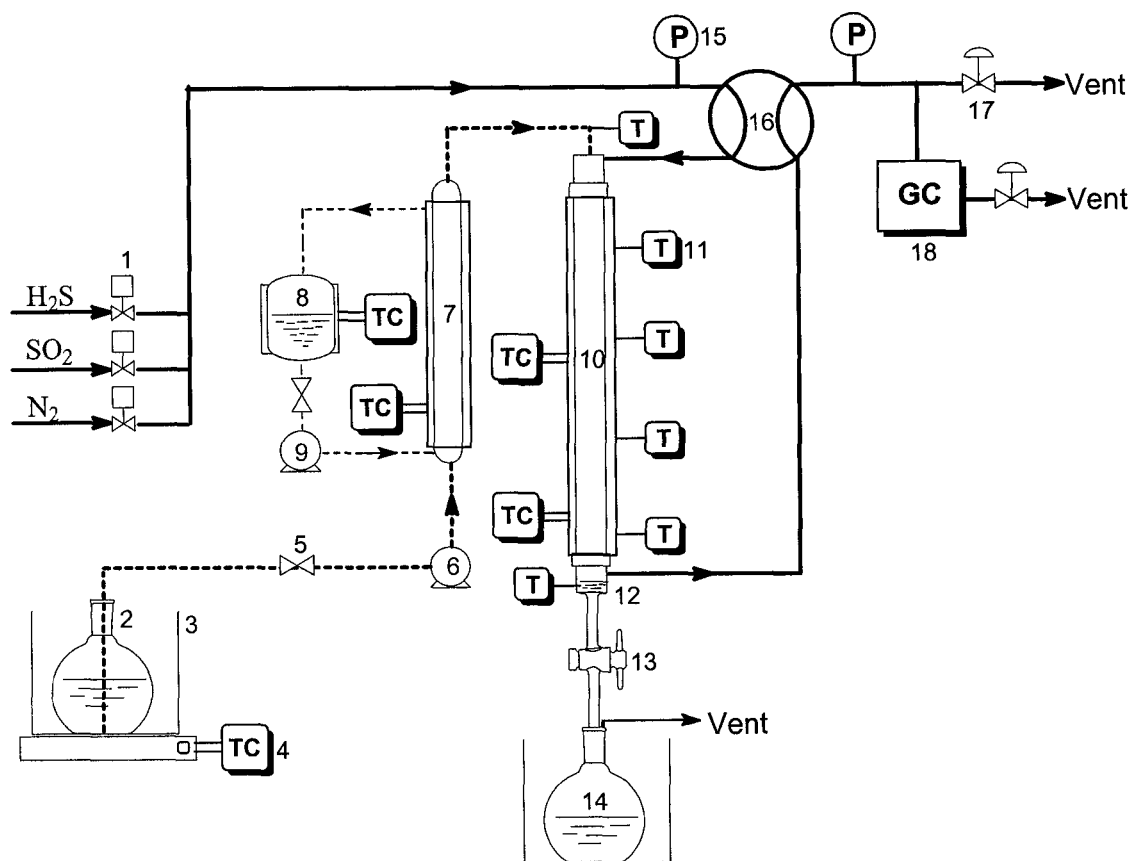 P 15
P
16
17
Vent
T
GC
Vent
18
1
H₂S
SO₂
N₂
8
TC
7
TC
9
T 11
T
TC
10
T
TC
T
5
6
T
12
2
3
13
TC 4
Vent
14